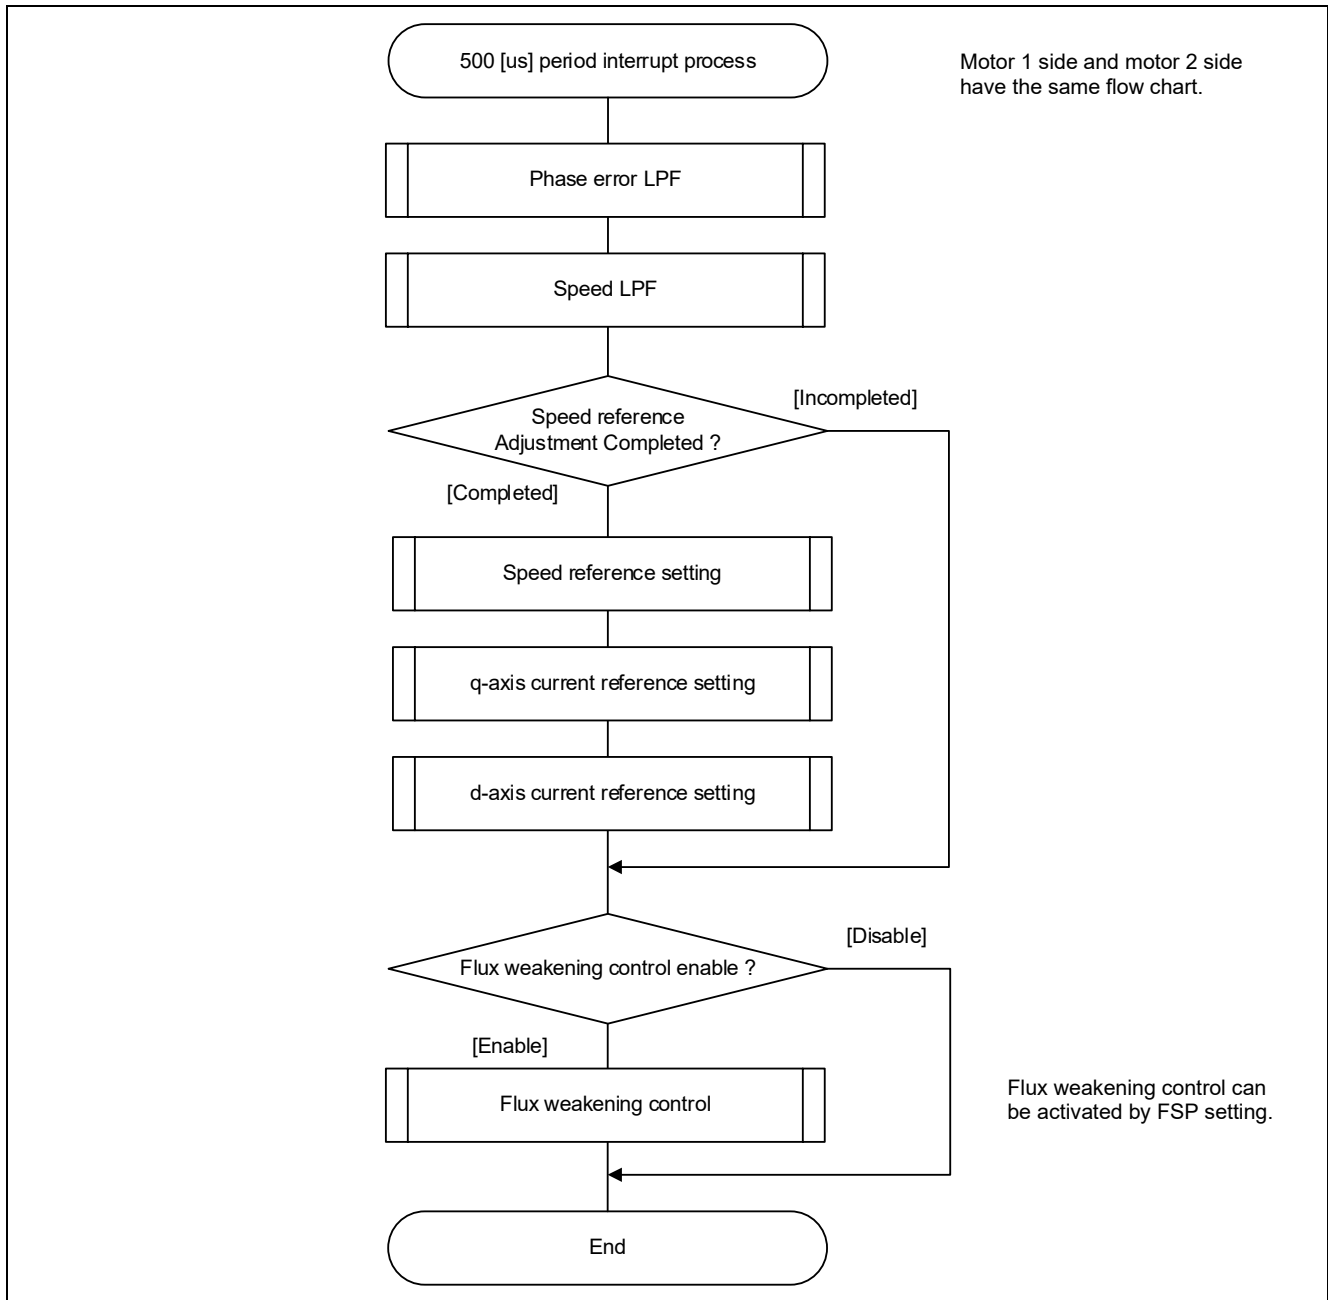 500 [us] period interrupt process
Motor 1 side and motor 2 side
have the same flow chart.
Phase error LPF
Speed LPF
[Incompleted]
Speed reference
Adjustment Completed ?
[Completed]
Speed reference setting
q-axis current reference setting
d-axis current reference setting
[Disable]
Flux weakening control enable ?
[Enable]
Flux weakening control
Flux weakening control can
be activated by FSP setting.
End